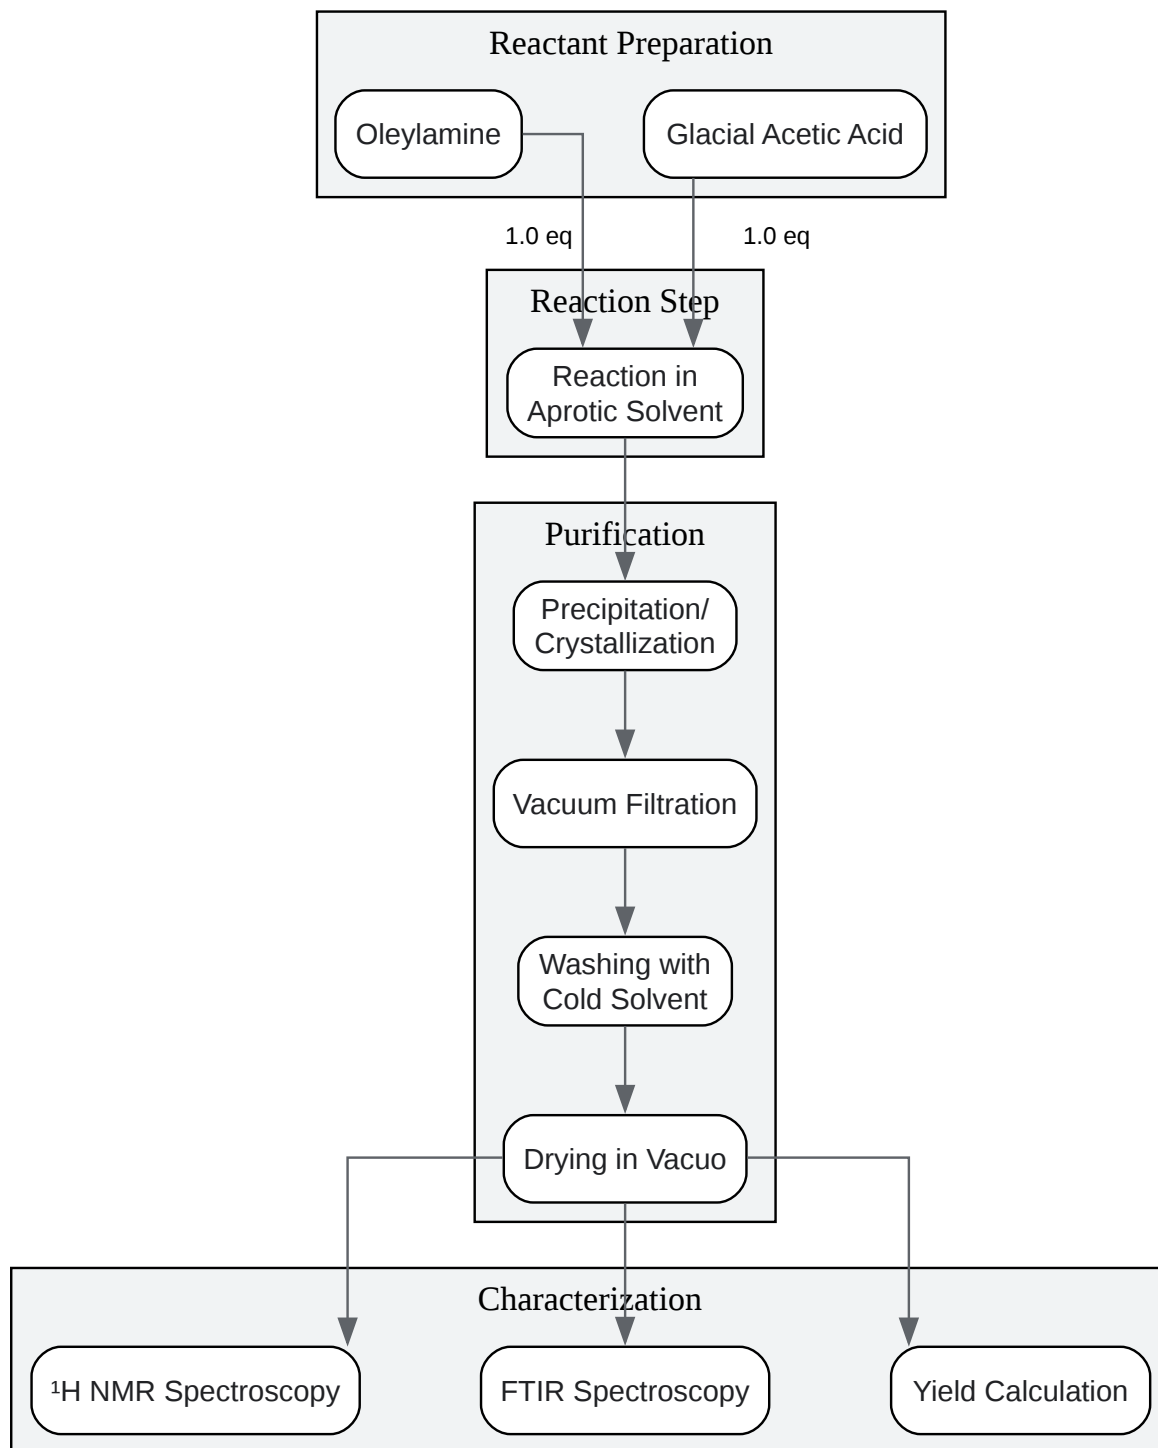 Reactant Preparation
Oleylamine
Glacial Acetic Acid
1.0 eq
1.0 eq
Reaction Step
Reaction in
Aprotic Solvent
Purification
Precipitation/
Crystallization
Vacuum Filtration
Washing with
Cold Solvent
Drying in Vacuo
Characterization
¹H NMR Spectroscopy
FTIR Spectroscopy
Yield Calculation